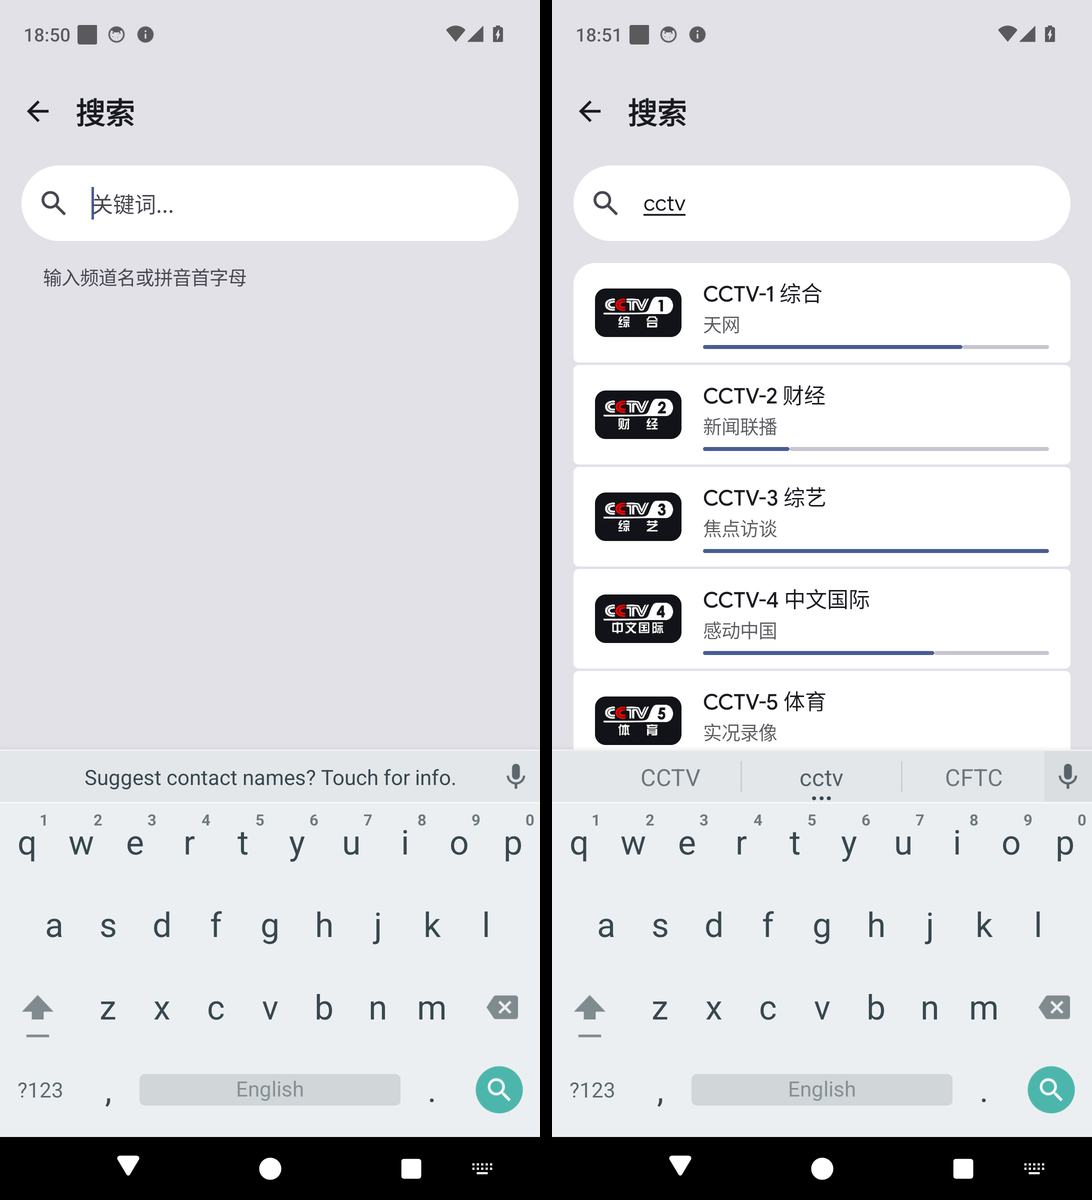 18:50
搜索
关键词...
输入频道名或拼音首字母
Suggest contact names? Touch for info.
1 2 3 4 5 6 7 8 9 0
q w e r t y u i o p
a s d f g h j k l
z x c v b n m
?123 , English .
18:51
搜索
cctv
CCTV 1 综合
CCTV-1 综合
天网
CCTV 2 财经
CCTV-2 财经
新闻联播
CCTV 3 综艺
CCTV-3 综艺
焦点访谈
CCTV 4 中文国际
CCTV-4 中文国际
感动中国
CCTV 5 体育
CCTV-5 体育
实况录像
CCTV cctv CFTC
1 2 3 4 5 6 7 8 9 0
q w e r t y u i o p
a s d f g h j k l
z x c v b n m
?123 , English .